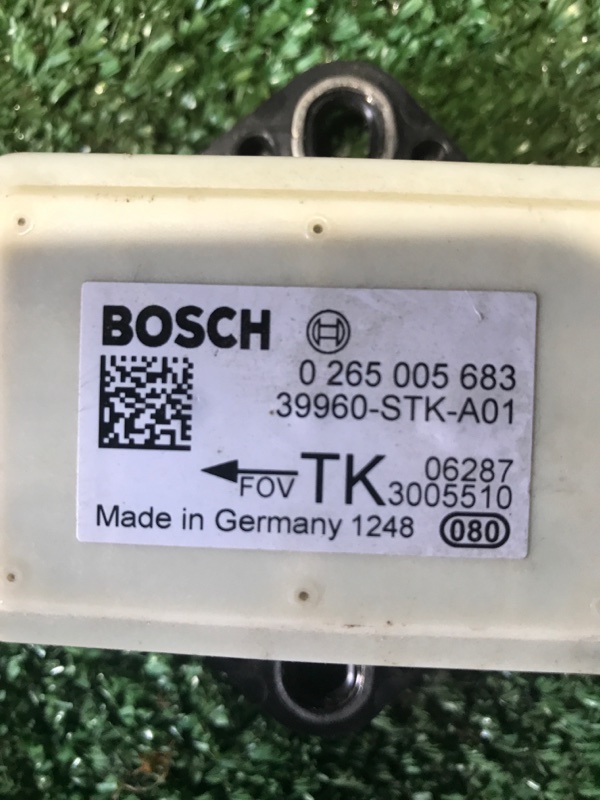 BOSCH
0 265 005 683
39960-STK-A01
FOV TK 06287
3005510
Made in Germany 1248 080